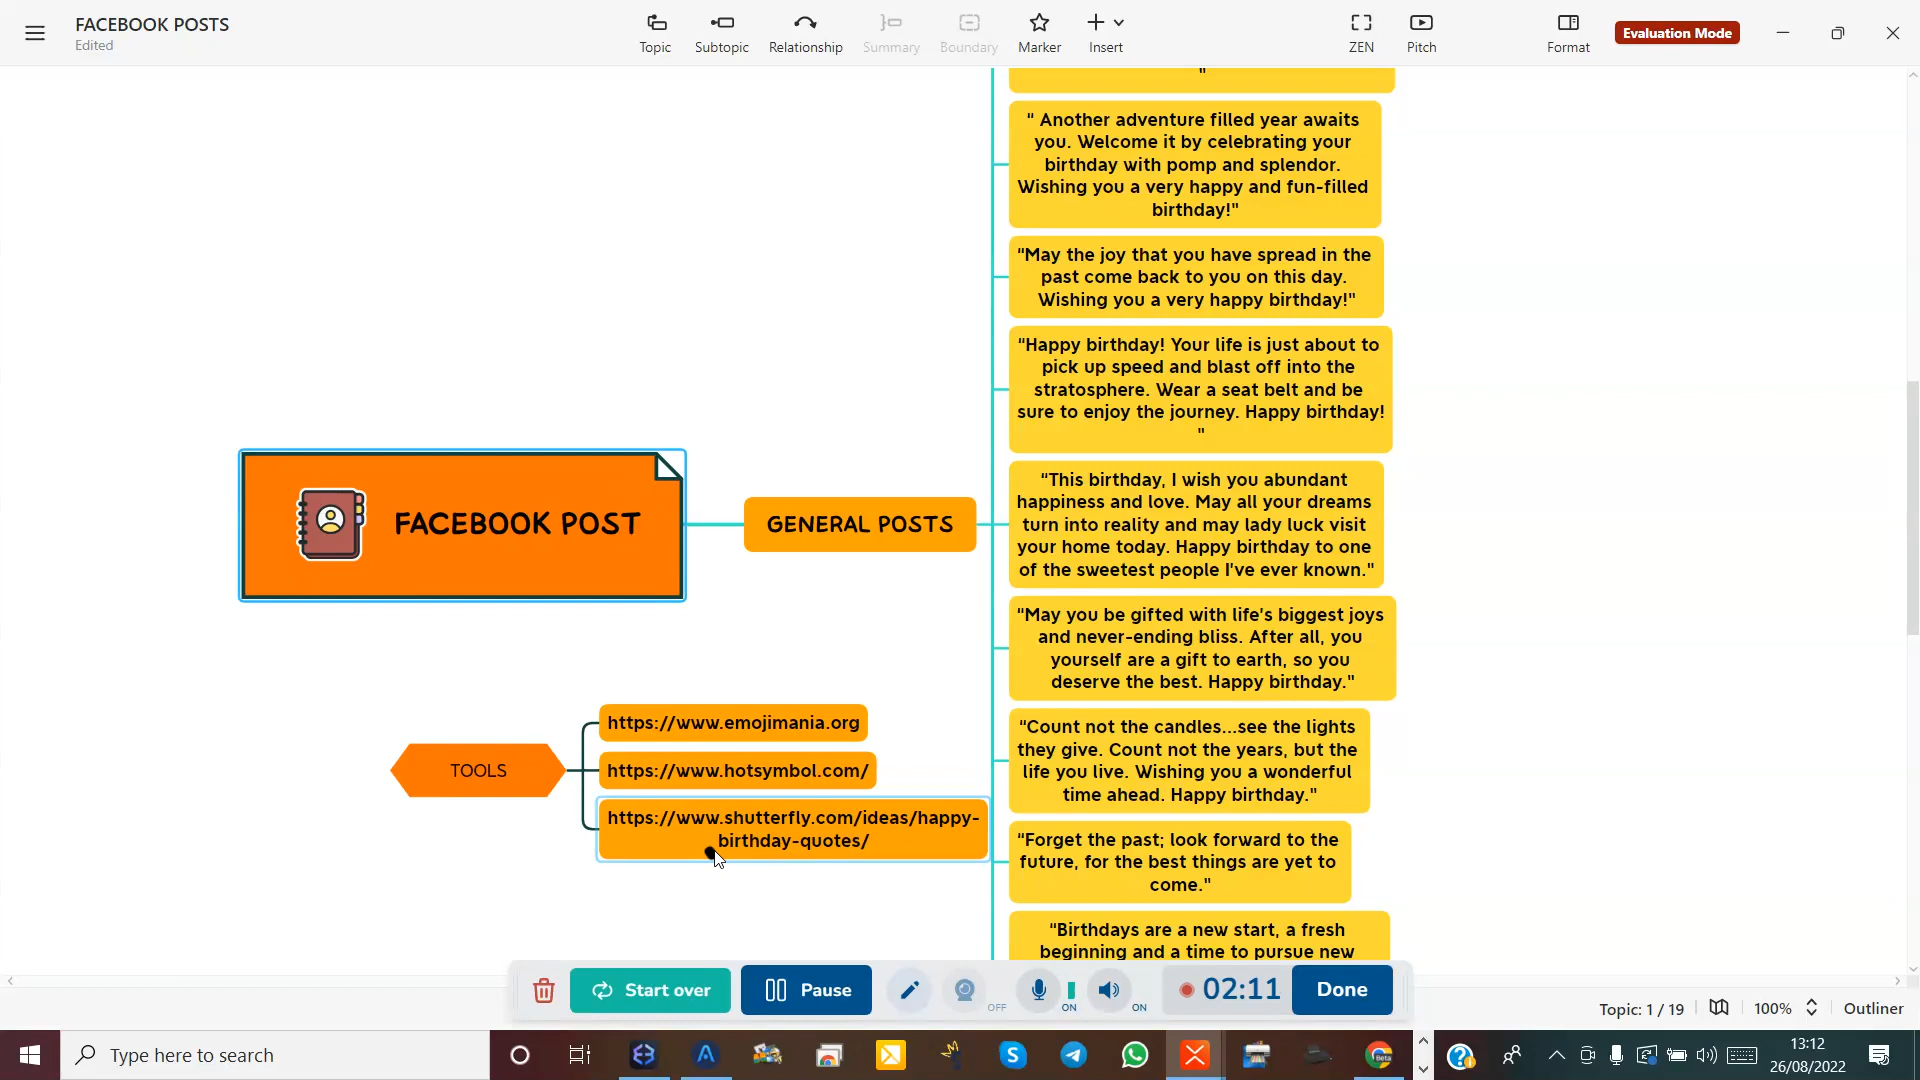 FACEBOOK POSTS
Edited
Topic
Subtopic
Relationship
Summary
Boundary
Marker
Insert
ZEN
Pitch
Format
Evaluation Mode
"
" Another adventure filled year awaits
you. Welcome it by celebrating your
birthday with pomp and splendor.
Wishing you a very happy and fun-filled
birthday!"
"May the joy that you have spread in the
past come back to you on this day.
Wishing you a very happy birthday!"
"Happy birthday! Your life is just about to
pick up speed and blast off into the
stratosphere. Wear a seat belt and be
sure to enjoy the journey. Happy birthday!
"
FACEBOOK POST
GENERAL POSTS
"This birthday, I wish you abundant
happiness and love. May all your dreams
turn into reality and may lady luck visit
your home today. Happy birthday to one
of the sweetest people I've ever known."
"May you be gifted with life's biggest joys
and never-ending bliss. After all, you
yourself are a gift to earth, so you
deserve the best. Happy birthday."
TOOLS
https://www.emojimania.org
https://www.hotsymbol.com/
https://www.shutterfly.com/ideas/happy-
birthday-quotes/
"Count not the candles...see the lights
they give. Count not the years, but the
life you live. Wishing you a wonderful
time ahead. Happy birthday."
"Forget the past; look forward to the
future, for the best things are yet to
come."
"Birthdays are a new start, a fresh
beginning and a time to pursue new
Start over
Pause
OFF
ON
ON
02:11
Done
Topic: 1 / 19
100%
Outliner
Type here to search
13:12
26/08/2022